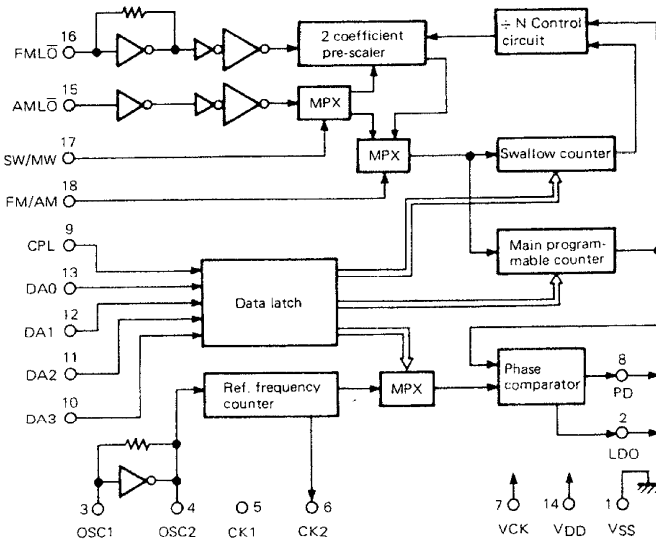 16
FMLO̅
2 coefficient
pre-scaler
÷ N Control
circuit
15
AMLO̅
MPX
17
SW/MW
MPX
Swallow counter
18
FM/AM
9
CPL
Main program-
mable counter
13
DA0
Data latch
12
DA1
11
DA2
10
DA3
Ref. frequency
counter
MPX
Phase
comparator
8
PD
2
LDO
3
OSC1
4
OSC2
5
CK1
6
CK2
7
VCK
14
VDD
1
VSS